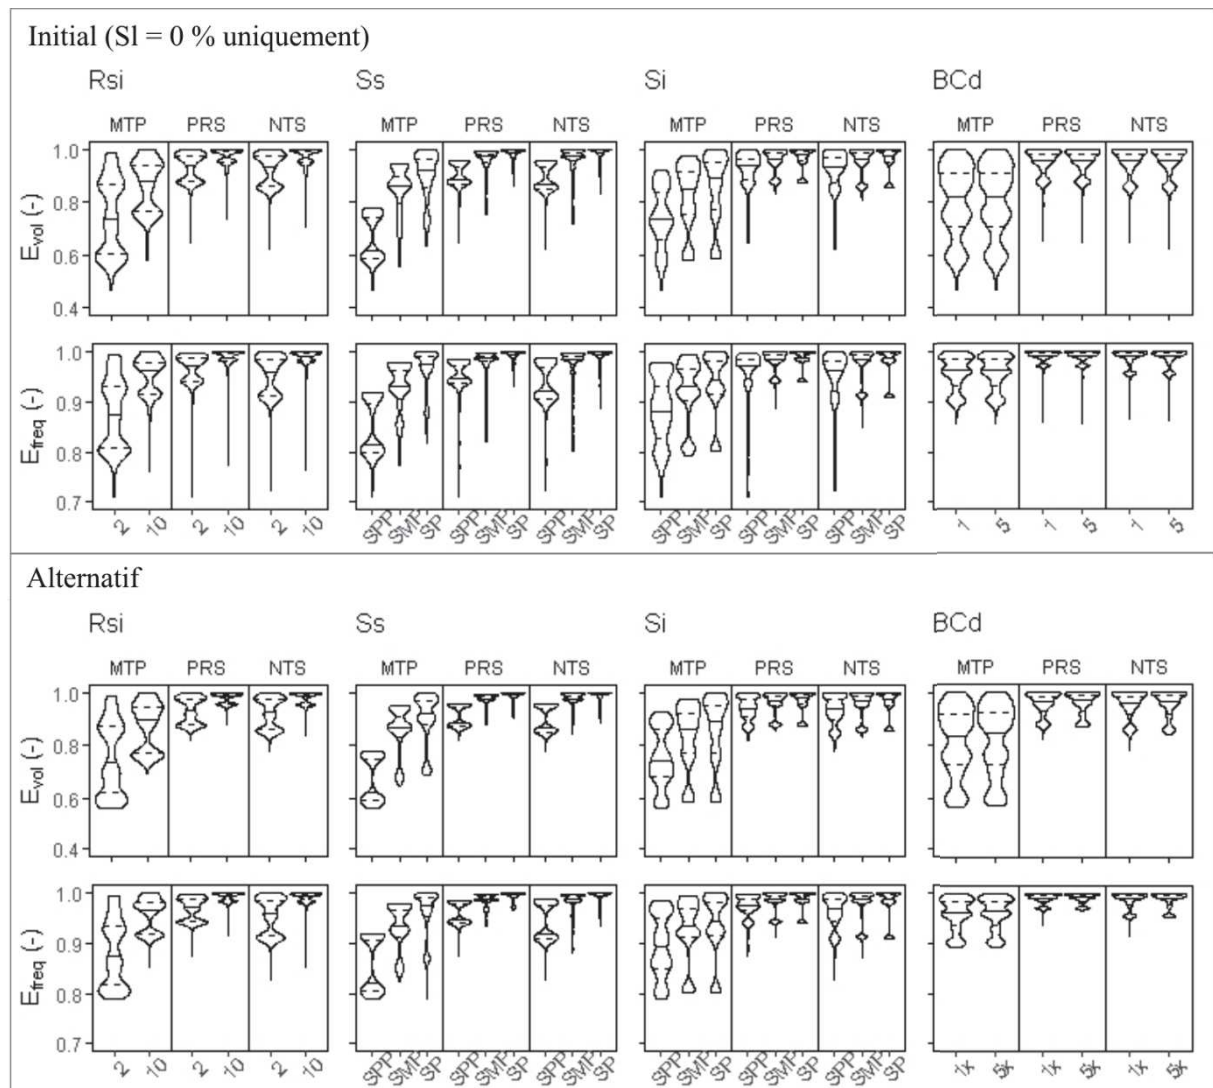 Initial (Sl = 0 % uniquement)
Rsi Ss Si BCd
MTP PRS NTS MTP PRS NTS MTP PRS NTS MTP PRS NTS
E_vol (-)
1.0
0.8
0.6
0.4
E_freq (-)
1.0
0.9
0.8
0.7
2 10 2 10 2 10 SPP SMP SP SPP SMP SP SPP SMP SP SPP SMP SP SPP SMP SP SPP SMP SP 1 5 1 5 1 5
Alternatif
Rsi Ss Si BCd
MTP PRS NTS MTP PRS NTS MTP PRS NTS MTP PRS NTS
E_vol (-)
1.0
0.8
0.6
0.4
E_freq (-)
1.0
0.9
0.8
0.7
2 10 2 10 2 10 SPP SMP SP SPP SMP SP SPP SMP SP SPP SMP SP SPP SMP SP SPP SMP SP 1x 5x 1x 5x 1x 5x